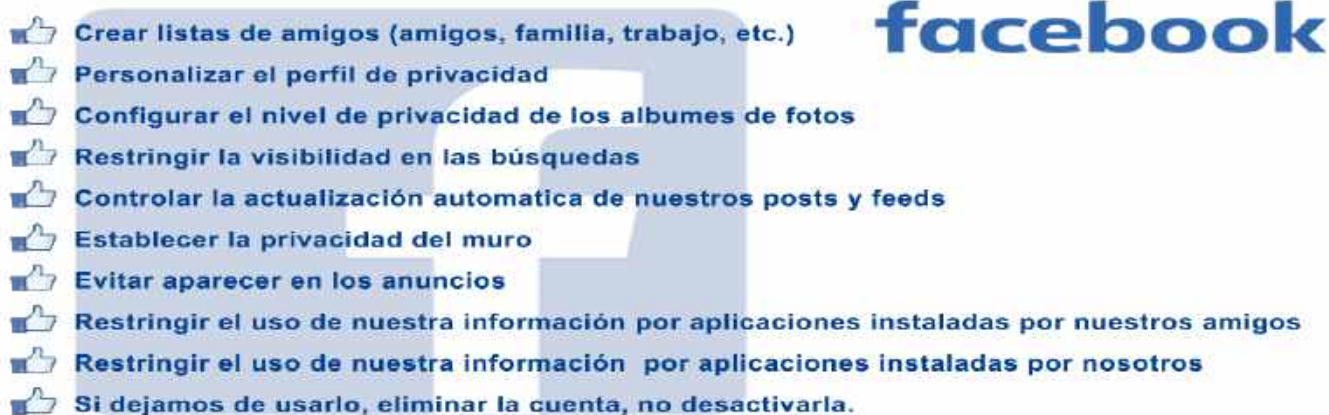 facebook
Crear listas de amigos (amigos, familia, trabajo, etc.)
Personalizar el perfil de privacidad
Configurar el nivel de privacidad de los albumes de fotos
Restringir la visibilidad en las búsquedas
Controlar la actualización automatica de nuestros posts y feeds
Establecer la privacidad del muro
Evitar aparecer en los anuncios
Restringir el uso de nuestra información por aplicaciones instaladas por nuestros amigos
Restringir el uso de nuestra información por aplicaciones instaladas por nosotros
Si dejamos de usarlo, eliminar la cuenta, no desactivarla.